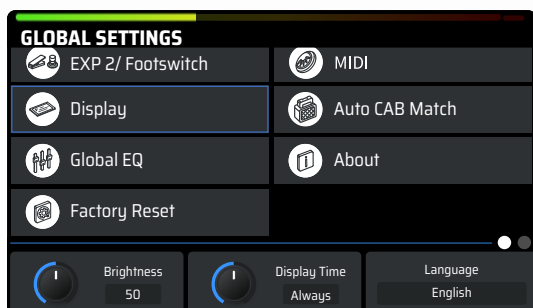 GLOBAL SETTINGS
EXP 2/ Footswitch
MIDI
Display
Auto CAB Match
Global EQ
About
Factory Reset
Brightness
50
Display Time
Always
Language
English